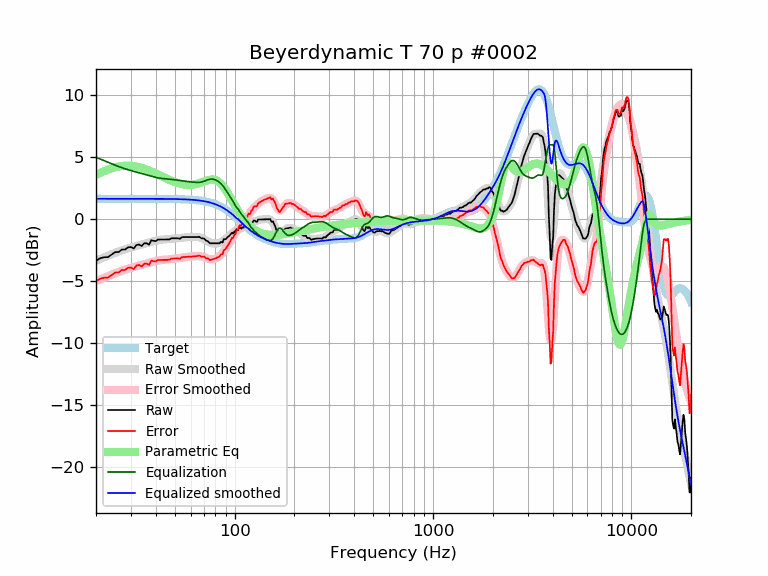 Beyerdynamic T 70 p #0002
10
5
0
−5
−10
−15
−20
Amplitude (dBr)
Target
Raw Smoothed
Error Smoothed
Raw
Error
Parametric Eq
Equalization
Equalized smoothed
100 1000 10000
Frequency (Hz)